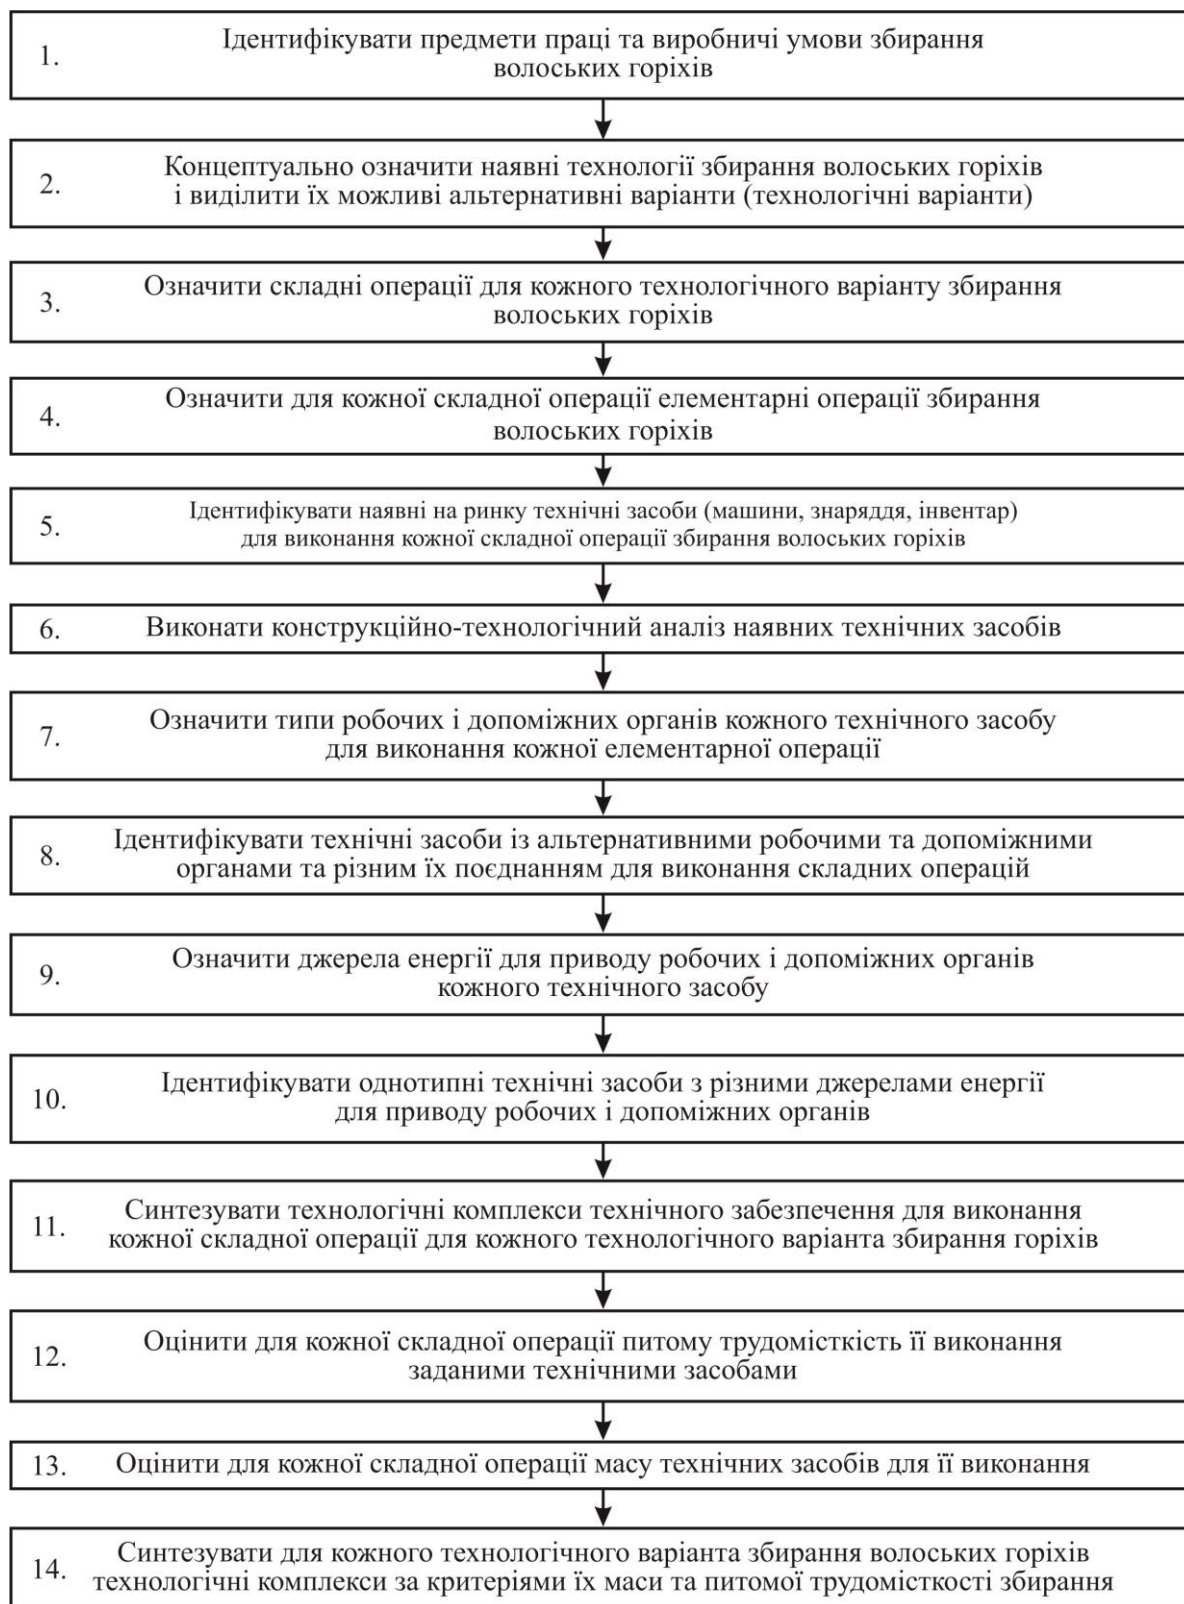 1. Ідентифікувати предмети праці та виробничі умови збирання
волоських горіхів
2. Концептуально означити наявні технології збирання волоських горіхів
і виділити їх можливі альтернативні варіанти (технологічні варіанти)
3. Означити складні операції для кожного технологічного варіанту збирання
волоських горіхів
4. Означити для кожної складної операції елементарні операції збирання
волоських горіхів
5. Ідентифікувати наявні на ринку технічні засоби (машини, знаряддя, інвентар)
для виконання кожної складної операції збирання волоських горіхів
6. Виконати конструкційно-технологічний аналіз наявних технічних засобів
7. Означити типи робочих і допоміжних органів кожного технічного засобу
для виконання кожної елементарної операції
8. Ідентифікувати технічні засоби із альтернативними робочими та допоміжними
органами та різним їх поєднанням для виконання складних операцій
9. Означити джерела енергії для приводу робочих і допоміжних органів
кожного технічного засобу
10. Ідентифікувати однотипні технічні засоби з різними джерелами енергії
для приводу робочих і допоміжних органів
11. Синтезувати технологічні комплекси технічного забезпечення для виконання
кожної складної операції для кожного технологічного варіанта збирання горіхів
12. Оцінити для кожної складної операції питому трудомісткість її виконання
заданими технічними засобами
13. Оцінити для кожної складної операції масу технічних засобів для її виконання
14. Синтезувати для кожного технологічного варіанта збирання волоських горіхів
технологічні комплекси за критеріями їх маси та питомої трудомісткості збирання